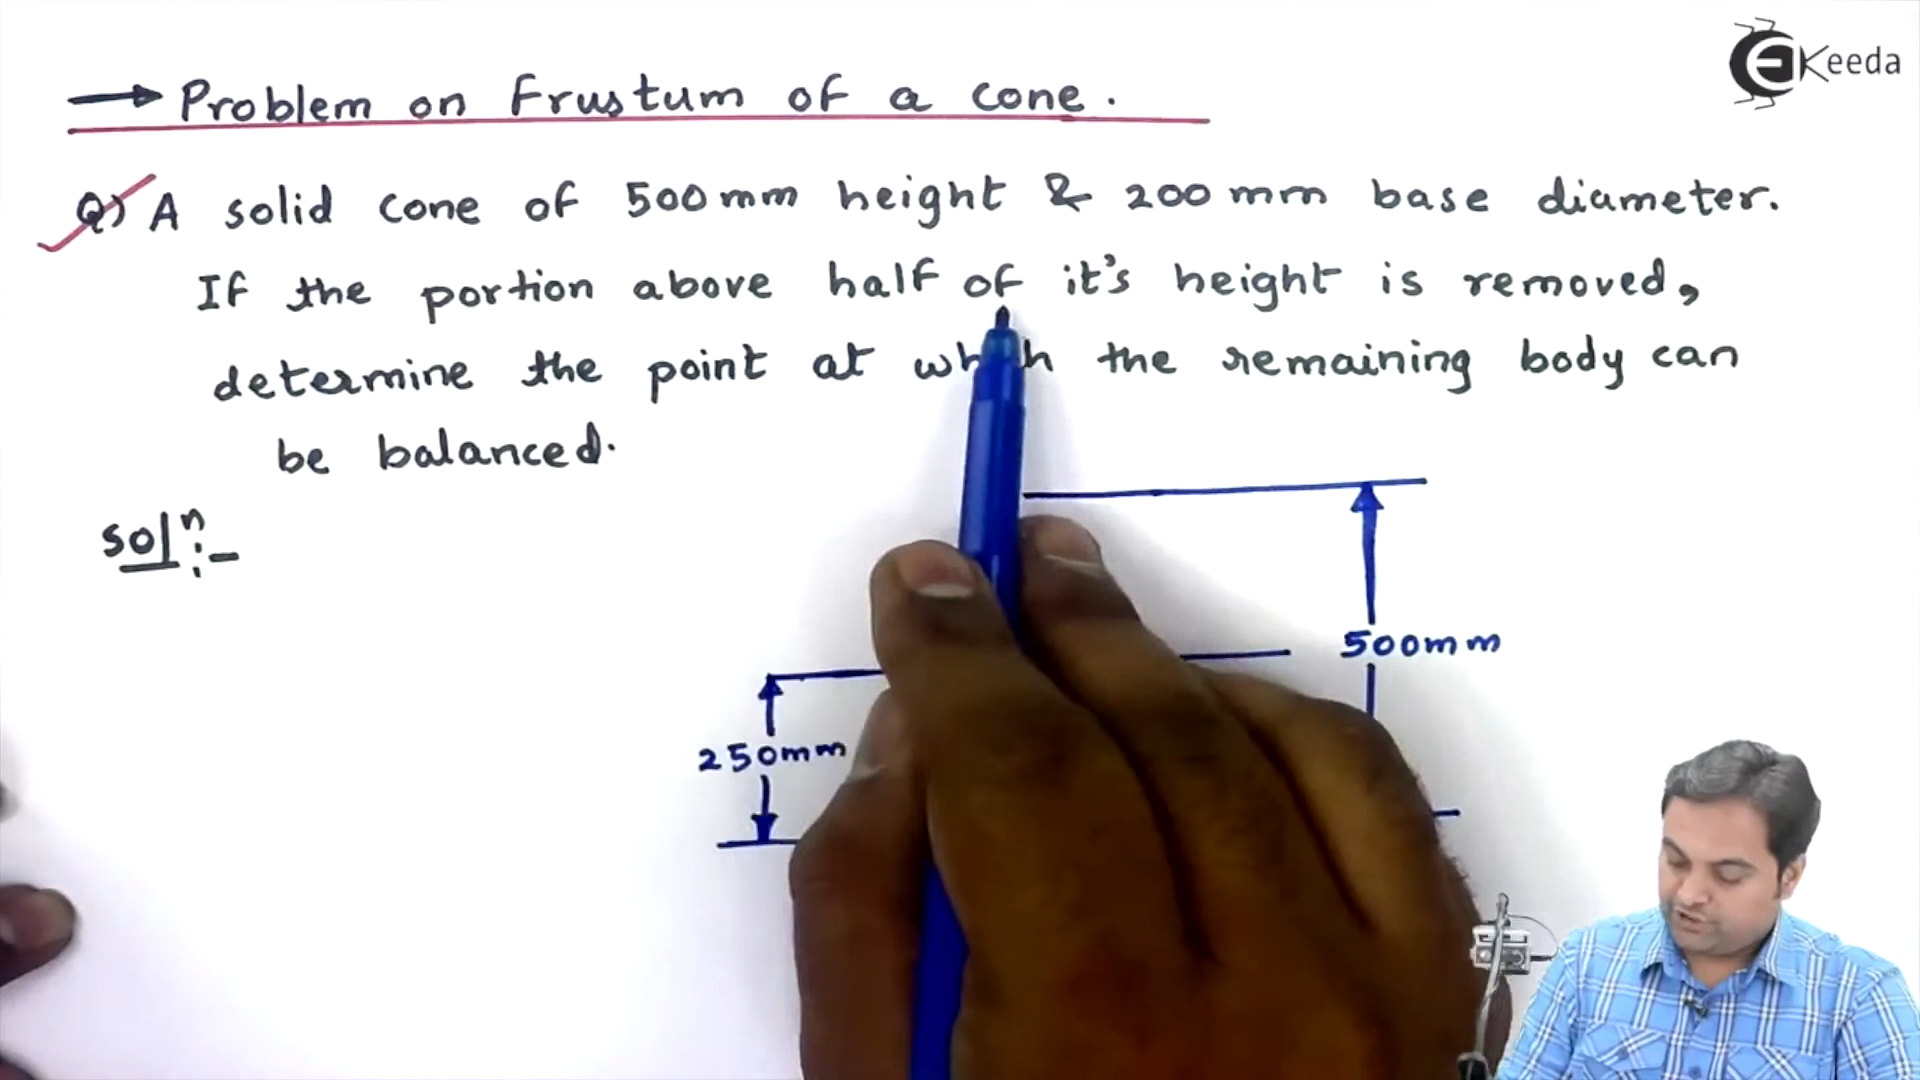 Keeda
Problem on Frustum of a cone.
Q) A solid cone of 500mm height & 200mm base diameter.
If the portion above half of it's height is removed,
determine the point at the remaining body can
be balanced.
Solⁿ:-
500mm
250mm